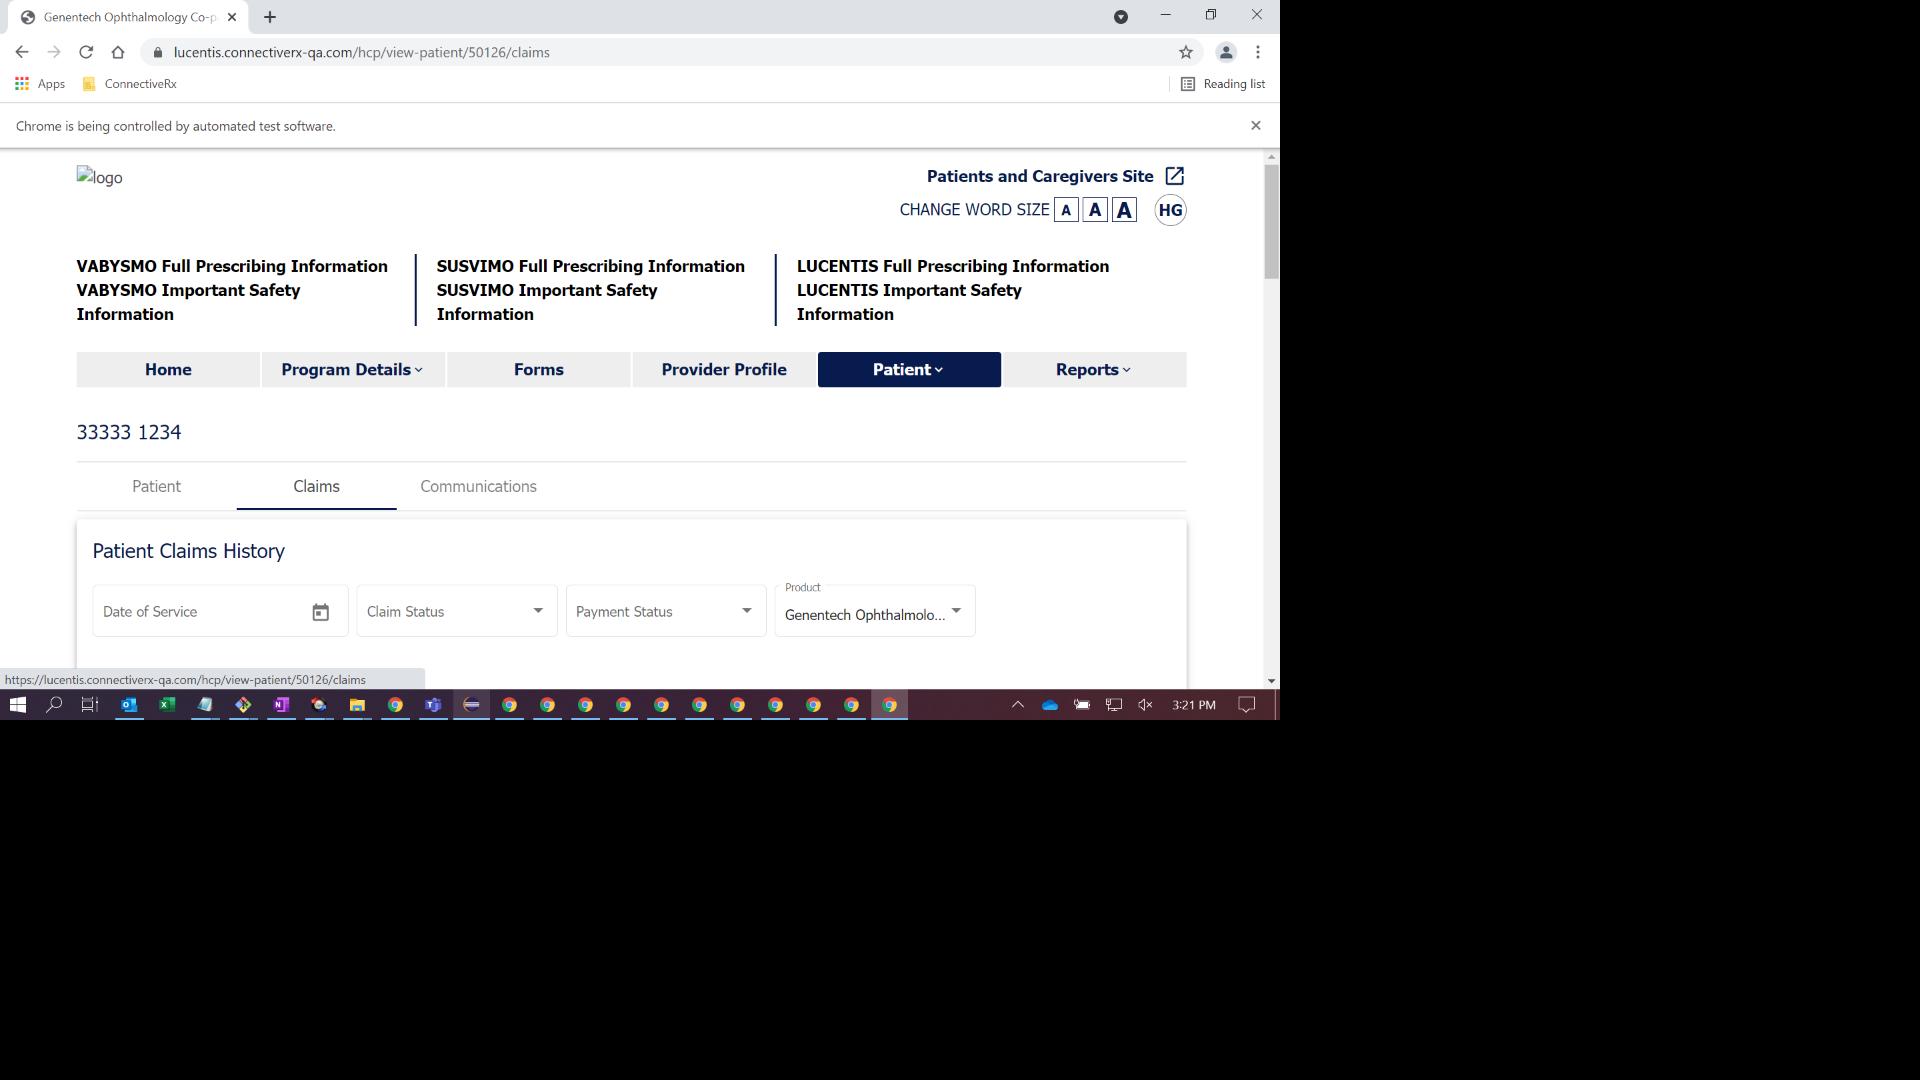 Genentech Ophthalmology Co-p
lucentis.connectiverx-qa.com/hcp/view-patient/50126/claims
Apps
ConnectiveRx
Reading list
Chrome is being controlled by automated test software.
logo
Patients and Caregivers Site
CHANGE WORD SIZE A A A HG
VABYSMO Full Prescribing Information
VABYSMO Important Safety
Information
SUSVIMO Full Prescribing Information
SUSVIMO Important Safety
Information
LUCENTIS Full Prescribing Information
LUCENTIS Important Safety
Information
Home Program Details Forms Provider Profile Patient Reports
33333 1234
Patient Claims Communications
Patient Claims History
Product
Date of Service Claim Status Payment Status Genentech Ophthalmolo...
https://lucentis.connectiverx-qa.com/hcp/view-patient/50126/claims
3:21 PM